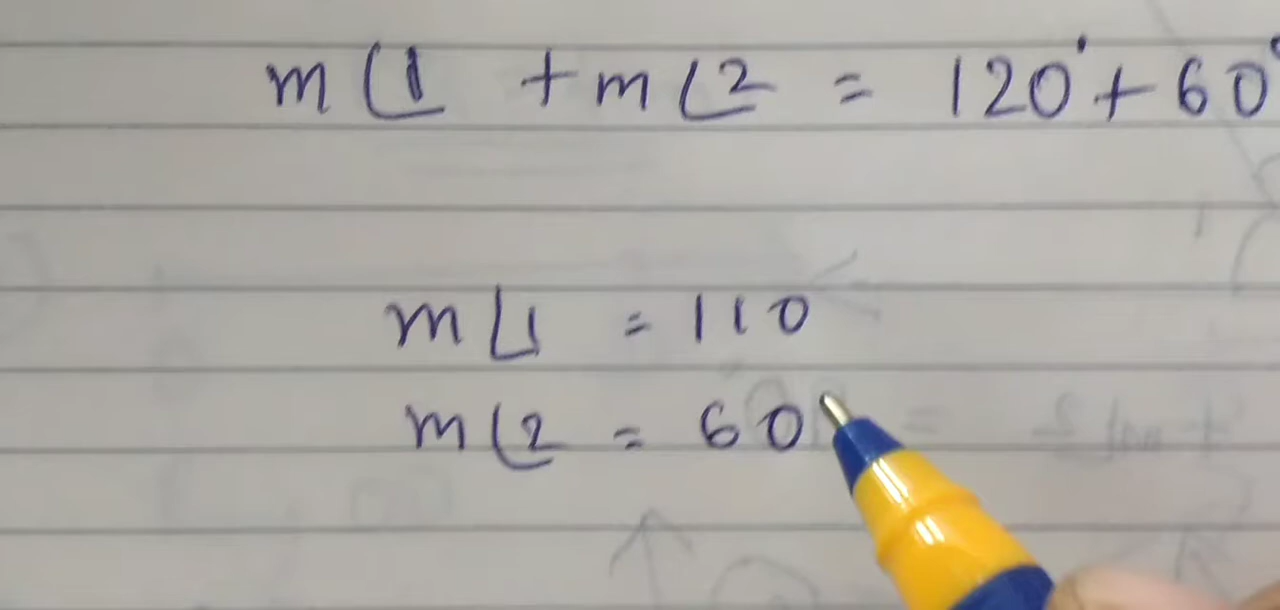 m∠1 + m∠2 = 120° + 60°
m∠1 = 110
m∠2 = 60